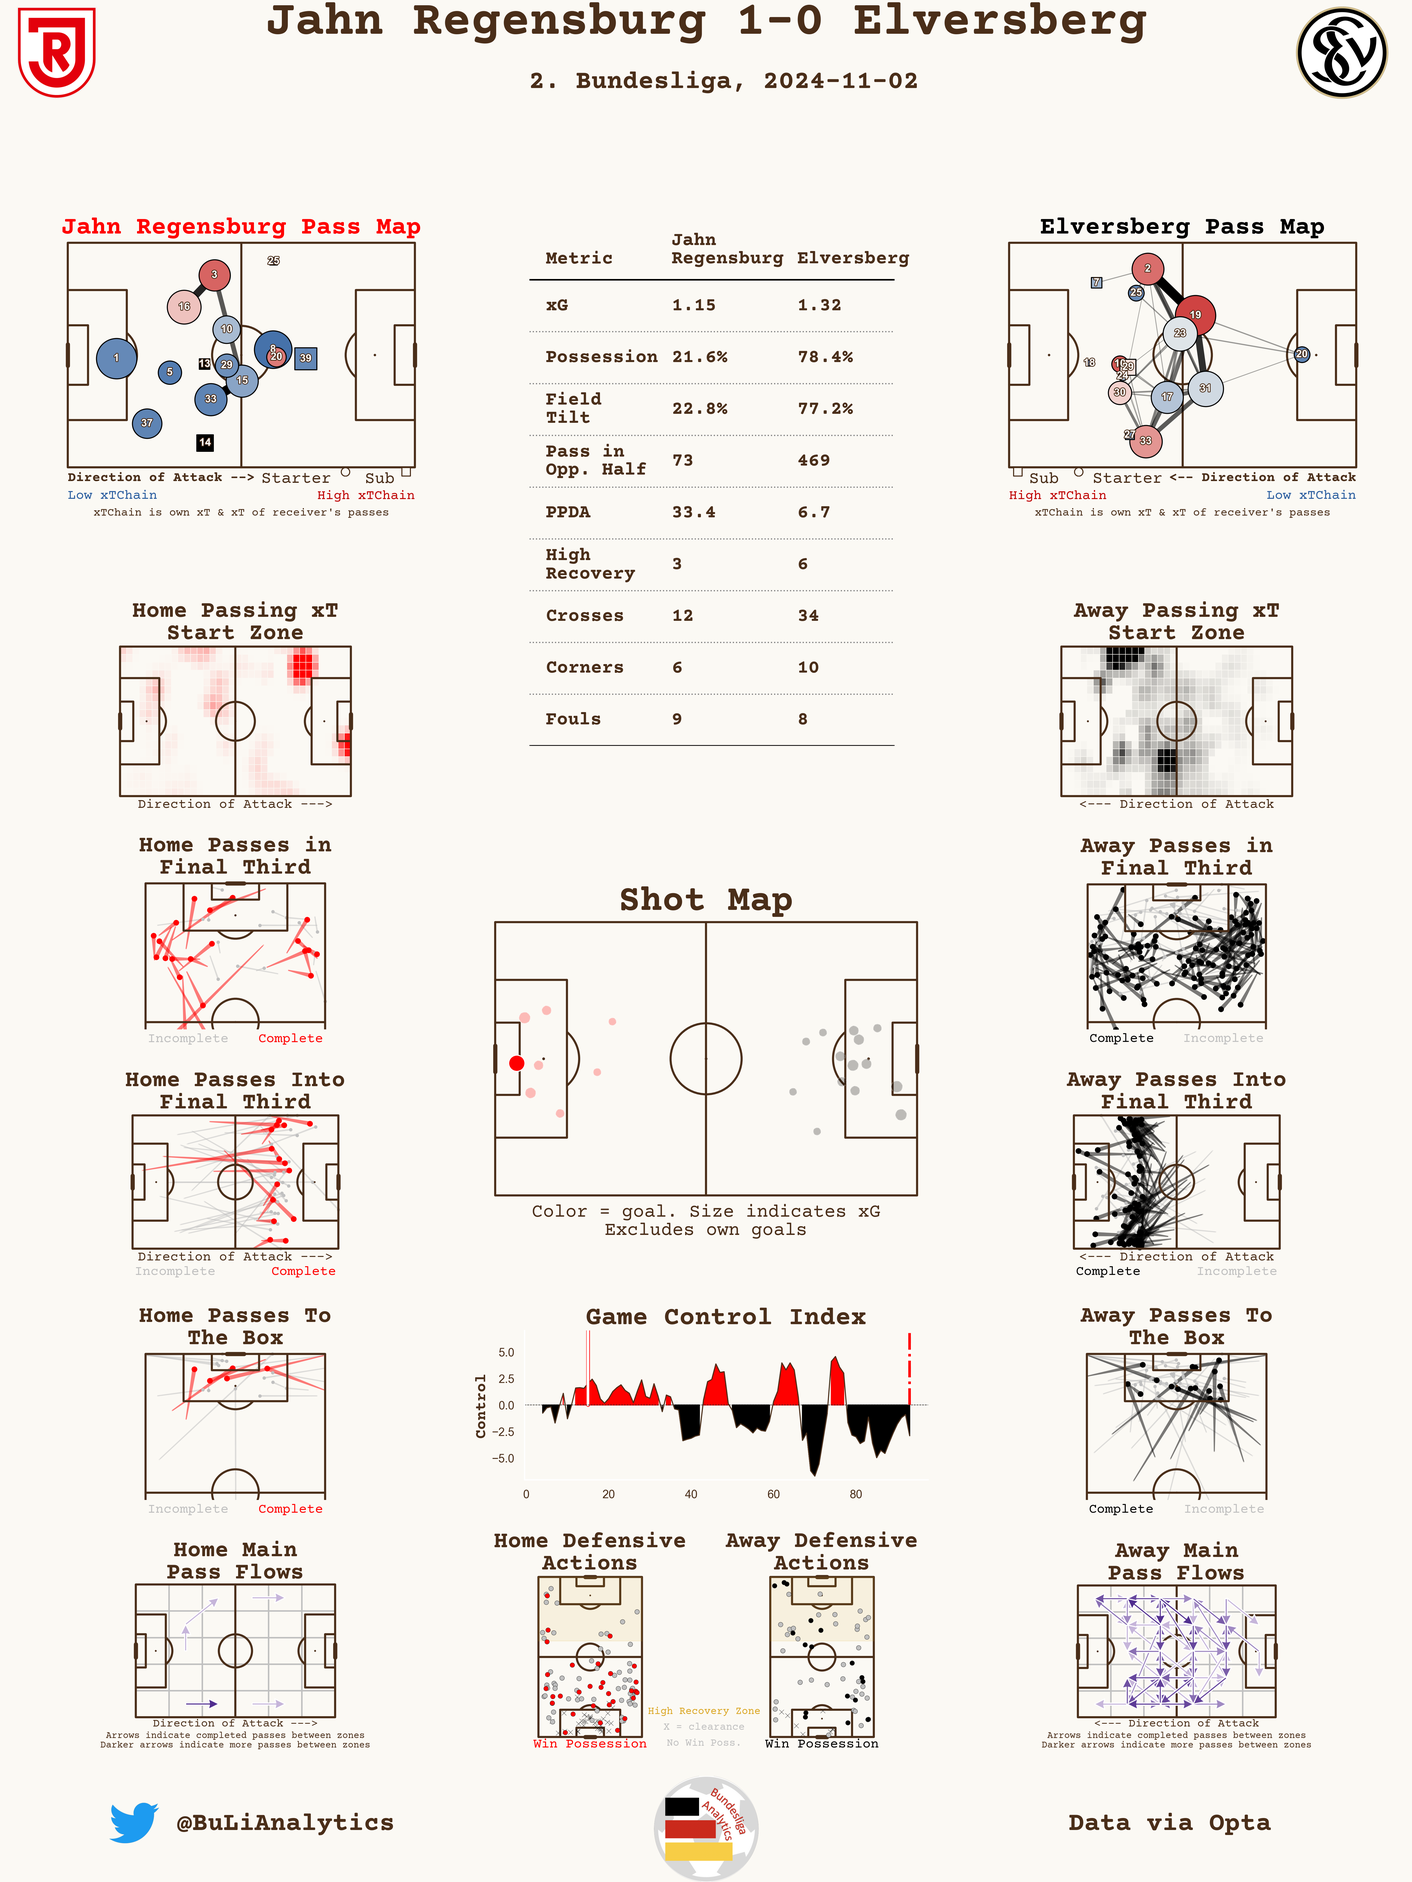 Jahn Regensburg 1-0 Elversberg
2. Bundesliga, 2024-11-02
Jahn Regensburg Pass Map
3
25
16
10
8
20
39
1
13
29
5
15
33
37
14
Direction of Attack --> Starter Sub
Low xTChain High xTChain
xTChain is own xT & xT of receiver's passes
Metric Jahn Regensburg Elversberg
xG 1.15 1.32
Possession 21.6% 78.4%
Field Tilt 22.8% 77.2%
Pass in Opp. Half 73 469
PPDA 33.4 6.7
High Recovery 3 6
Crosses 12 34
Corners 6 10
Fouls 9 8
Elversberg Pass Map
2
7
25
19
23
20
18
29
24
30
17
31
27
33
Sub Starter <-- Direction of Attack
High xTChain Low xTChain
xTChain is own xT & xT of receiver's passes
Home Passing xT
Start Zone
Direction of Attack --->
Away Passing xT
Start Zone
<--- Direction of Attack
Home Passes in
Final Third
Incomplete Complete
Away Passes in
Final Third
Complete Incomplete
Shot Map
Color = goal. Size indicates xG
Excludes own goals
Home Passes Into
Final Third
Direction of Attack --->
Incomplete Complete
Away Passes Into
Final Third
<--- Direction of Attack
Complete Incomplete
Home Passes To
The Box
Incomplete Complete
Game Control Index
Control
5.0
2.5
0.0
−2.5
−5.0
0 20 40 60 80
Away Passes To
The Box
Complete Incomplete
Home Main
Pass Flows
Direction of Attack --->
Arrows indicate completed passes between zones
Darker arrows indicate more passes between zones
Home Defensive
Actions
Win Possession
High Recovery Zone
X = clearance
No Win Poss.
Away Defensive
Actions
Win Possession
Away Main
Pass Flows
<--- Direction of Attack
Arrows indicate completed passes between zones
Darker arrows indicate more passes between zones
@BuLiAnalytics
Bundesliga
Analytics
Data via Opta